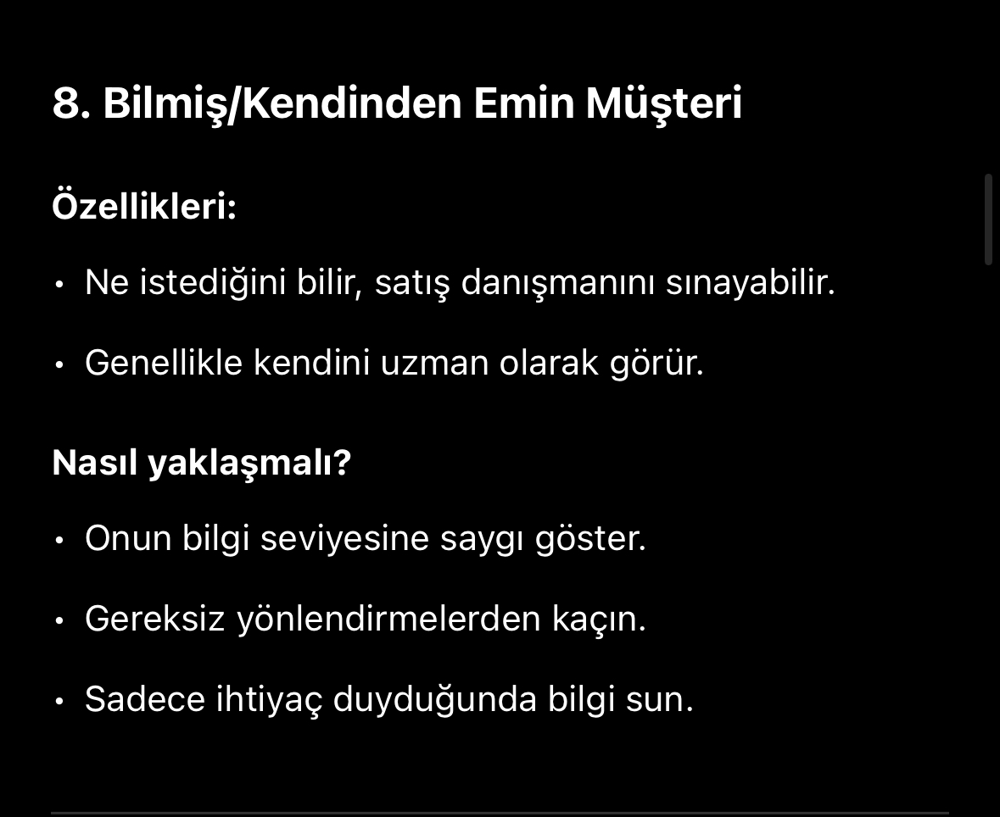 8. Bilmiş/Kendinden Emin Müşteri
Özellikleri:
• Ne istediğini bilir, satış danışmanını sınayabilir.
• Genellikle kendini uzman olarak görür.
Nasıl yaklaşmalı?
• Onun bilgi seviyesine saygı göster.
• Gereksiz yönlendirmelerden kaçın.
• Sadece ihtiyaç duyduğunda bilgi sun.